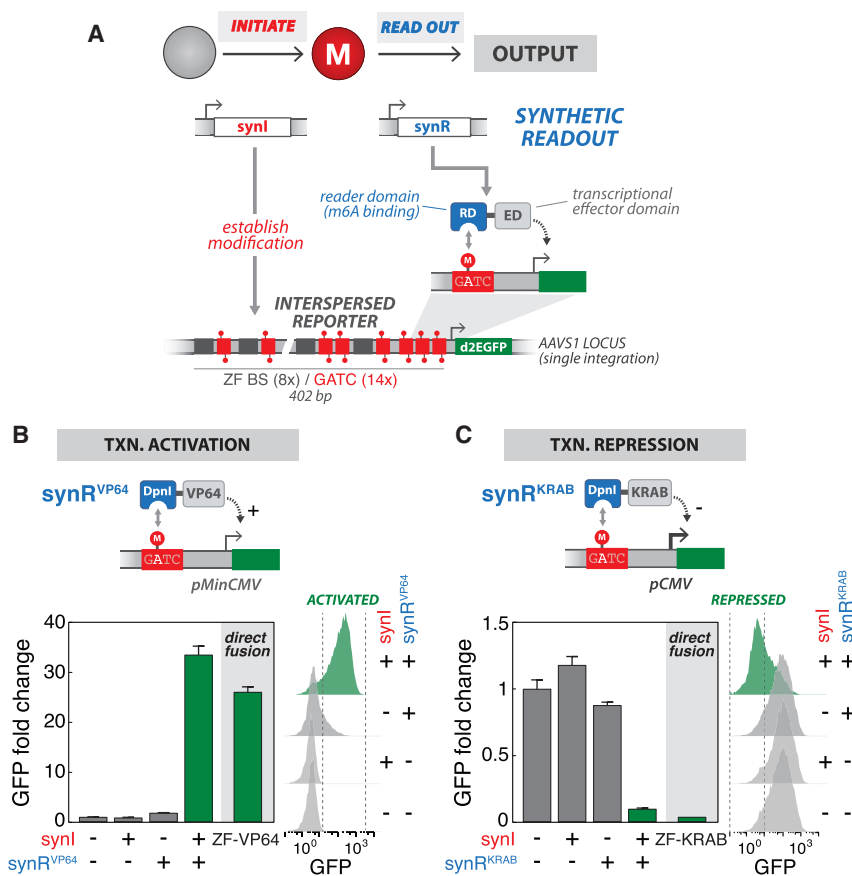 A
INITIATE
READ OUT
M
OUTPUT
synI
synR
SYNTHETIC
READOUT
reader domain
(m6A binding)
RD
ED
transcriptional
effector domain
establish
modification
M
GATC
INTERSPERSED
REPORTER
d2EGFP
AAVS1 LOCUS
(single integration)
ZF BS (8x) / GATC (14x)
402 bp
B
TXN. ACTIVATION
synR^VP64
DpnI
VP64
+
M
GATC
pMinCMV
ACTIVATED
synI
synR^VP64
direct
fusion
GFP fold change
40
30
20
10
0
+ +
- +
+ -
- -
synI - + - + ZF-VP64
synR^VP64 - - + +
10^0 10^3
GFP
C
TXN. REPRESSION
synR^KRAB
DpnI
KRAB
-
M
GATC
pCMV
REPRESSED
synI
synR^KRAB
direct
fusion
GFP fold change
1.5
1
0.5
0
+ +
- +
+ -
- -
synI - + - + ZF-KRAB
synR^KRAB - - + +
10^0 10^3
GFP